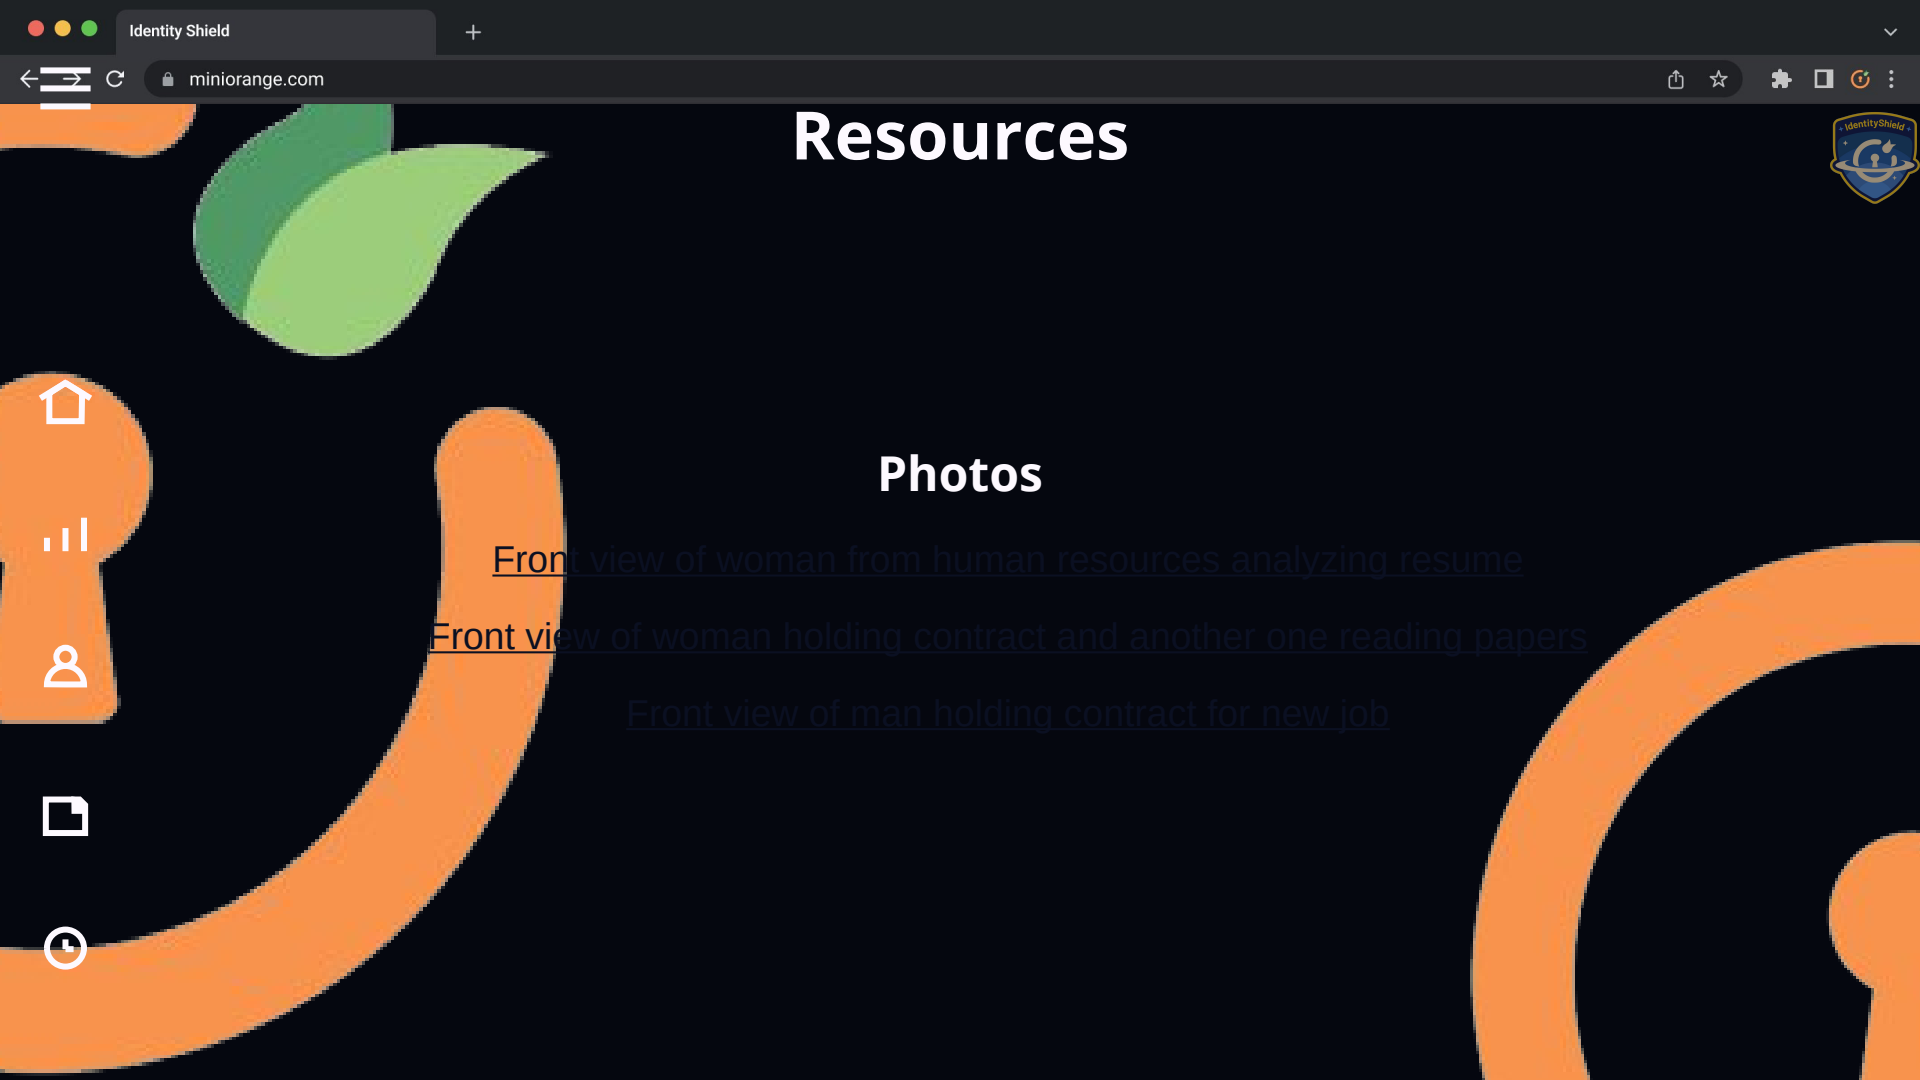 Identity Shield
miniorange.com
Resources
IdentityShield
Photos
Front view of woman from human resources analyzing resume
Front view of woman holding contract and another one reading papers
Front view of man holding contract for new job